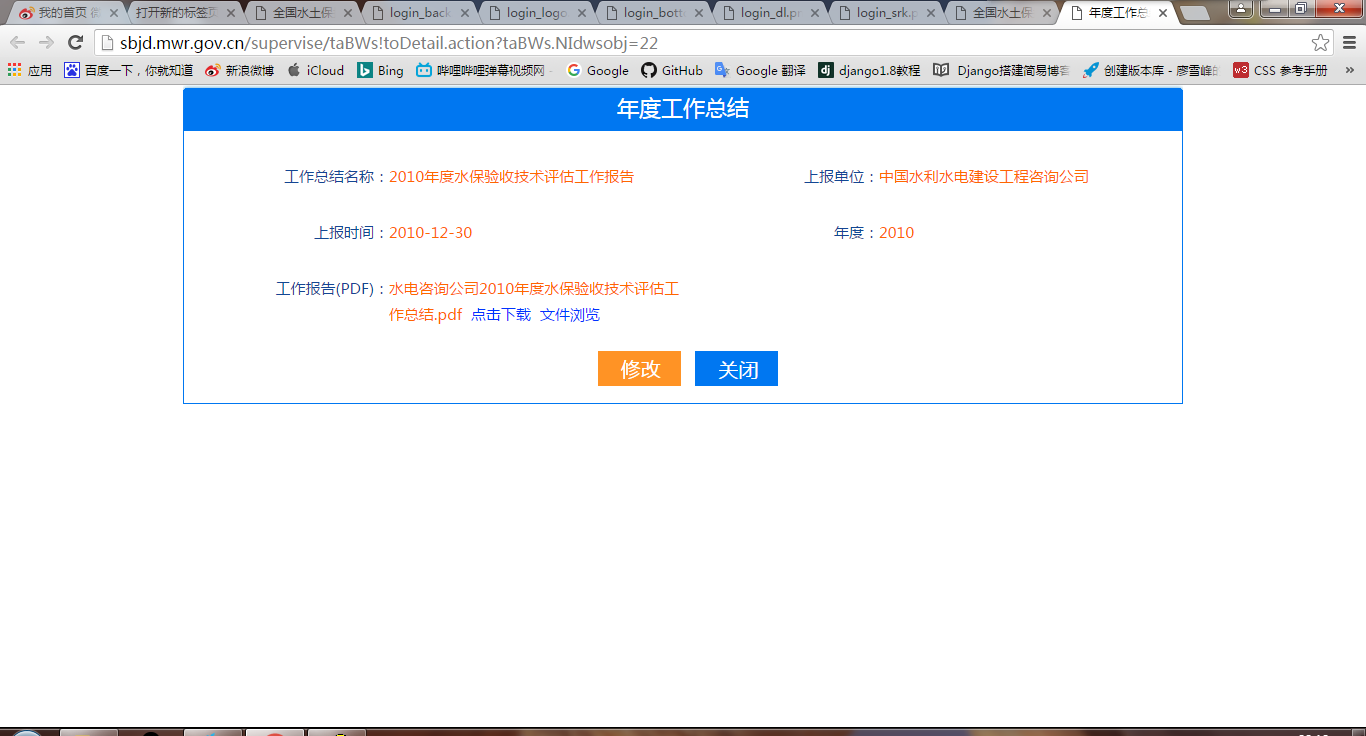 我的首页 打开新的标签页 全国水土保 login_back login_logo login_bott login_dl.pn login_srk.p 全国水土保 年度工作总
sbjd.mwr.gov.cn/supervise/taBWs!toDetail.action?taBWs.NIdwsobj=22
应用 百度一下，你就知道 新浪微博 iCloud Bing 哔哩哔哩弹幕视频网 - Google GitHub Google 翻译 dj django1.8教程 Django搭建简易博客 创建版本库 - 廖雪峰的 w3 CSS 参考手册 »
年度工作总结
工作总结名称：2010年度水保验收技术评估工作报告 上报单位：中国水利水电建设工程咨询公司
上报时间：2010-12-30 年度：2010
工作报告(PDF)：水电咨询公司2010年度水保验收技术评估工
作总结.pdf 点击下载 文件浏览
修改 关闭